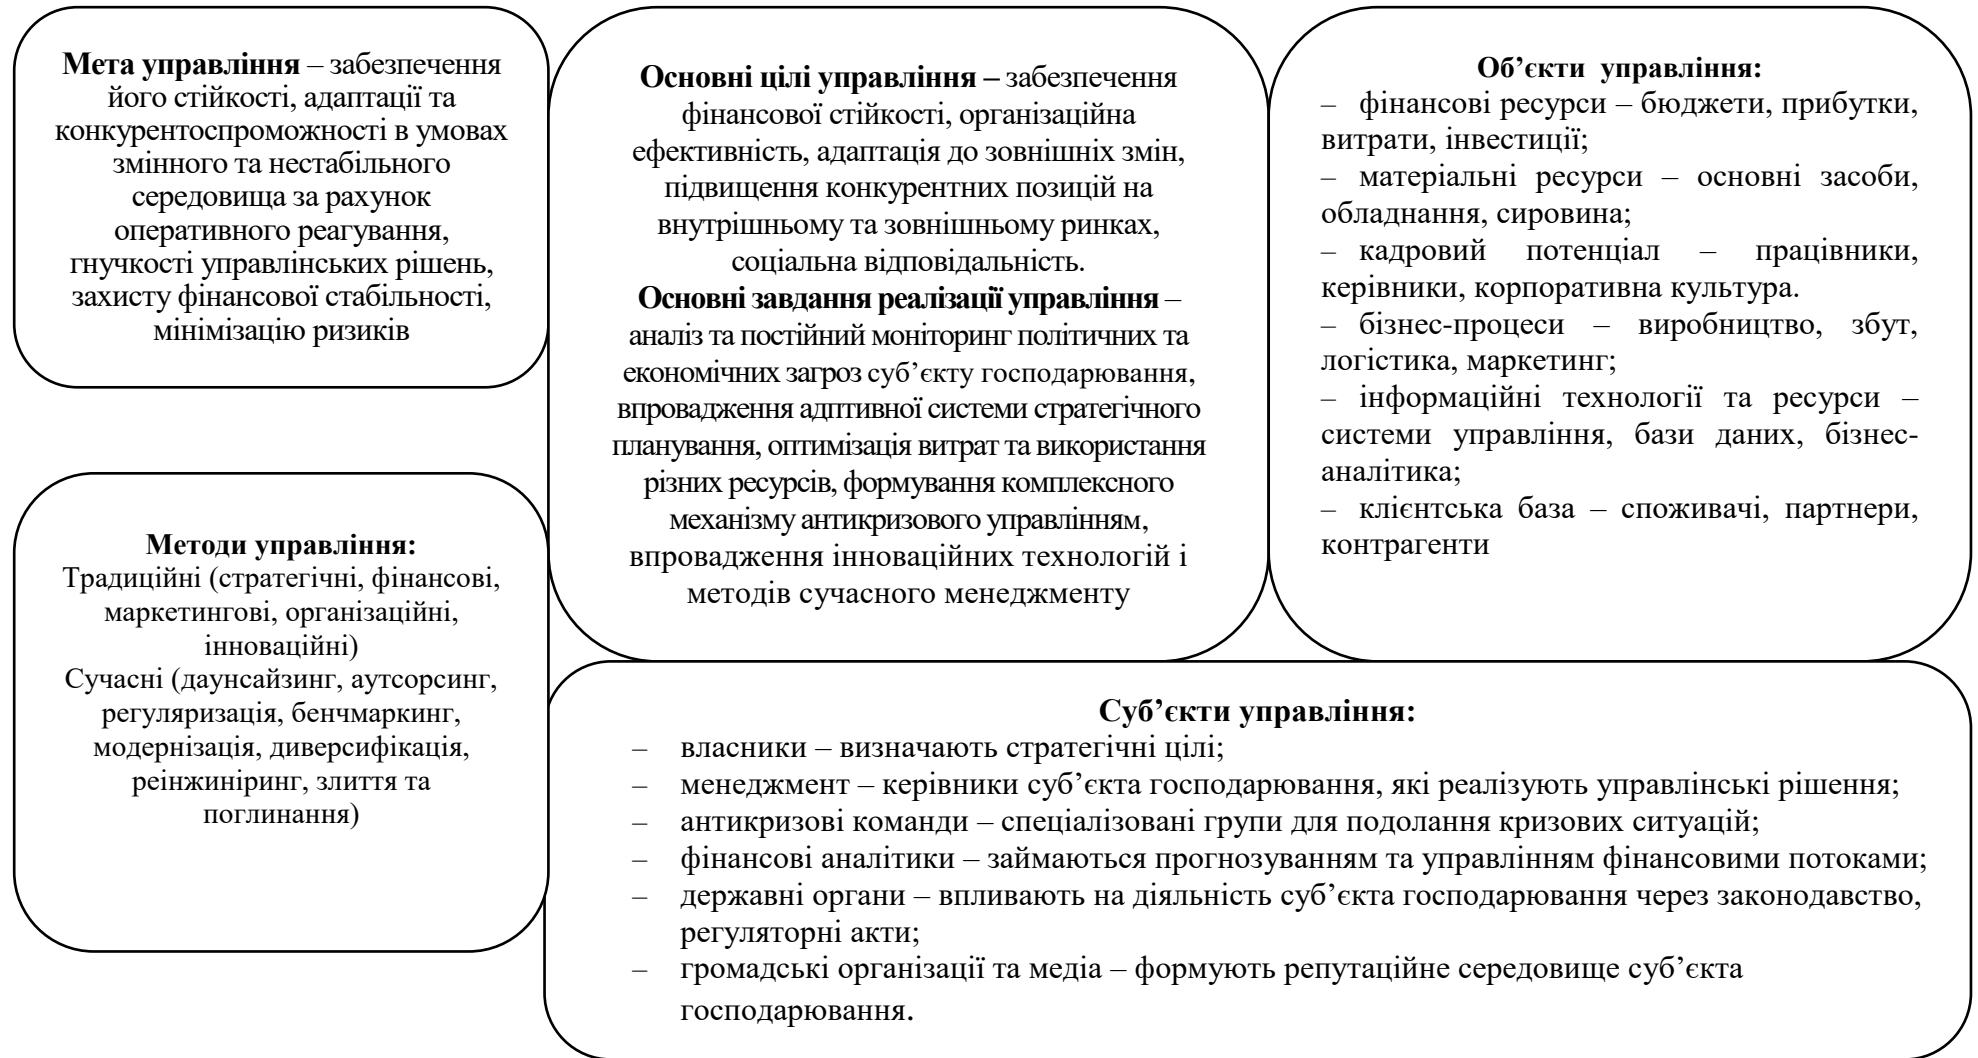 Мета управління – забезпечення
його стійкості, адаптації та
конкурентоспроможності в умовах
змінного та нестабільного
середовища за рахунок
оперативного реагування,
гнучкості управлінських рішень,
захисту фінансової стабільності,
мінімізацію ризиків
Методи управління:
Традиційні (стратегічні, фінансові,
маркетингові, організаційні,
інноваційні)
Сучасні (даунсайзинг, аутсорсинг,
регуляризація, бенчмаркинг,
модернізація, диверсифікація,
реінжиніринг, злиття та
поглинання)
Основні цілі управління – забезпечення
фінансової стійкості, організаційна
ефективність, адаптація до зовнішніх змін,
підвищення конкурентних позицій на
внутрішньому та зовнішньому ринках,
соціальна відповідальність.
Основні завдання реалізації управління –
аналіз та постійний моніторинг політичних та
економічних загроз суб’єкту господарювання,
впровадження адптивної системи стратегічного
планування, оптимізація витрат та використання
різних ресурсів, формування комплексного
механізму антикризового управлінням,
впровадження інноваційних технологій і
методів сучасного менеджменту
Об’єкти управління:
– фінансові ресурси – бюджети, прибутки,
витрати, інвестиції;
– матеріальні ресурси – основні засоби,
обладнання, сировина;
– кадровий потенціал – працівники,
керівники, корпоративна культура.
– бізнес-процеси – виробництво, збут,
логістика, маркетинг;
– інформаційні технології та ресурси –
системи управління, бази даних, бізнес-
аналітика;
– клієнтська база – споживачі, партнери,
контрагенти
Суб’єкти управління:
– власники – визначають стратегічні цілі;
– менеджмент – керівники суб’єкта господарювання, які реалізують управлінські рішення;
– антикризові команди – спеціалізовані групи для подолання кризових ситуацій;
– фінансові аналітики – займаються прогнозуванням та управлінням фінансовими потоками;
– державні органи – впливають на діяльність суб’єкта господарювання через законодавство,
регуляторні акти;
– громадські організації та медіа – формують репутаційне середовище суб’єкта
господарювання.